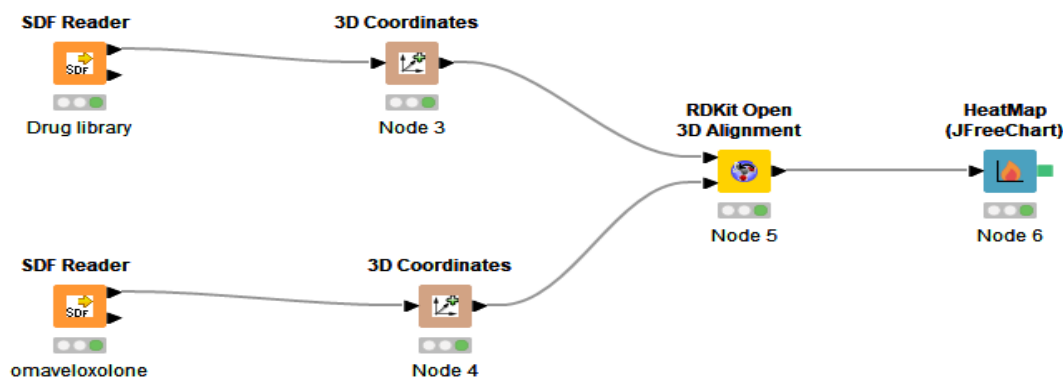 SDF Reader
SDF
Drug library
3D Coordinates
Node 3
RDKit Open
3D Alignment
Node 5
HeatMap
(JFreeChart)
Node 6
SDF Reader
SDF
omaveloxolone
3D Coordinates
Node 4